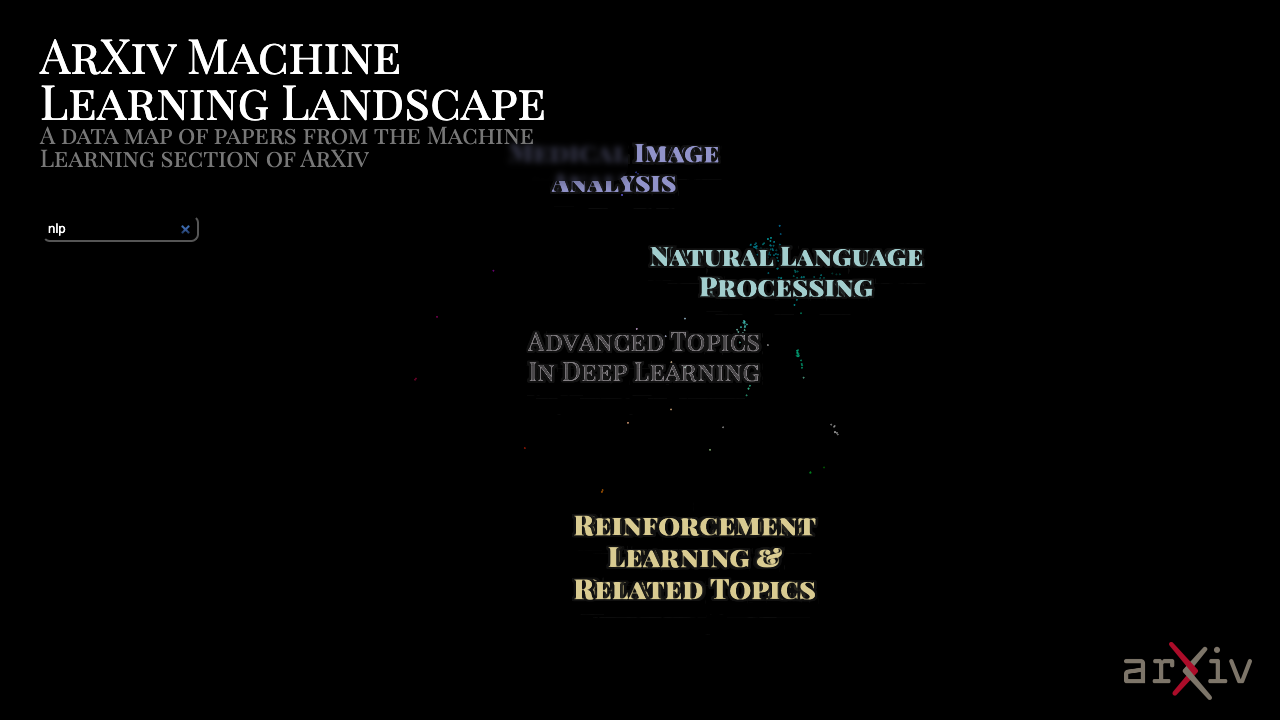 ArXiv Machine
Learning Landscape
A data map of papers from the Machine
Learning section of ArXiv
Medical Image
Analysis
nlp
Natural Language
Processing
Advanced Topics
In Deep Learning
Reinforcement
Learning &
Related Topics
arXiv